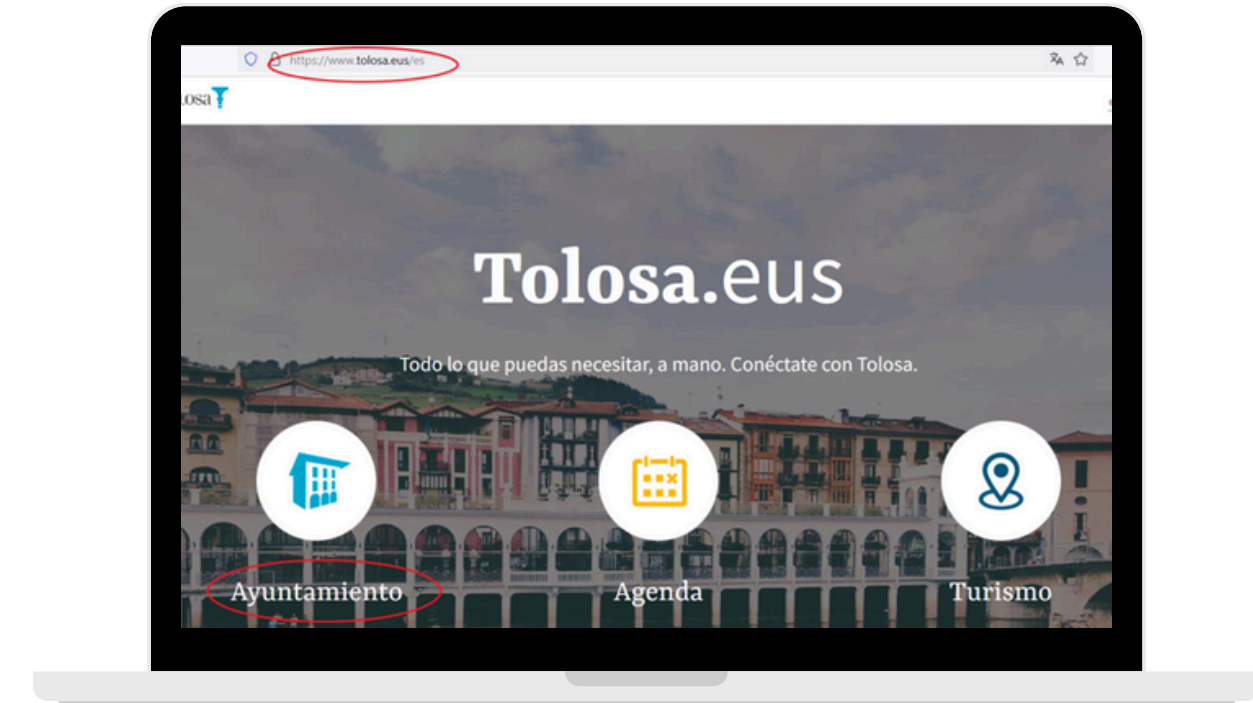 https://www.tolosa.eus/es
losa
Tolosa.eus
Todo lo que puedas necesitar, a mano. Conéctate con Tolosa.
Ayuntamiento
Agenda
Turismo